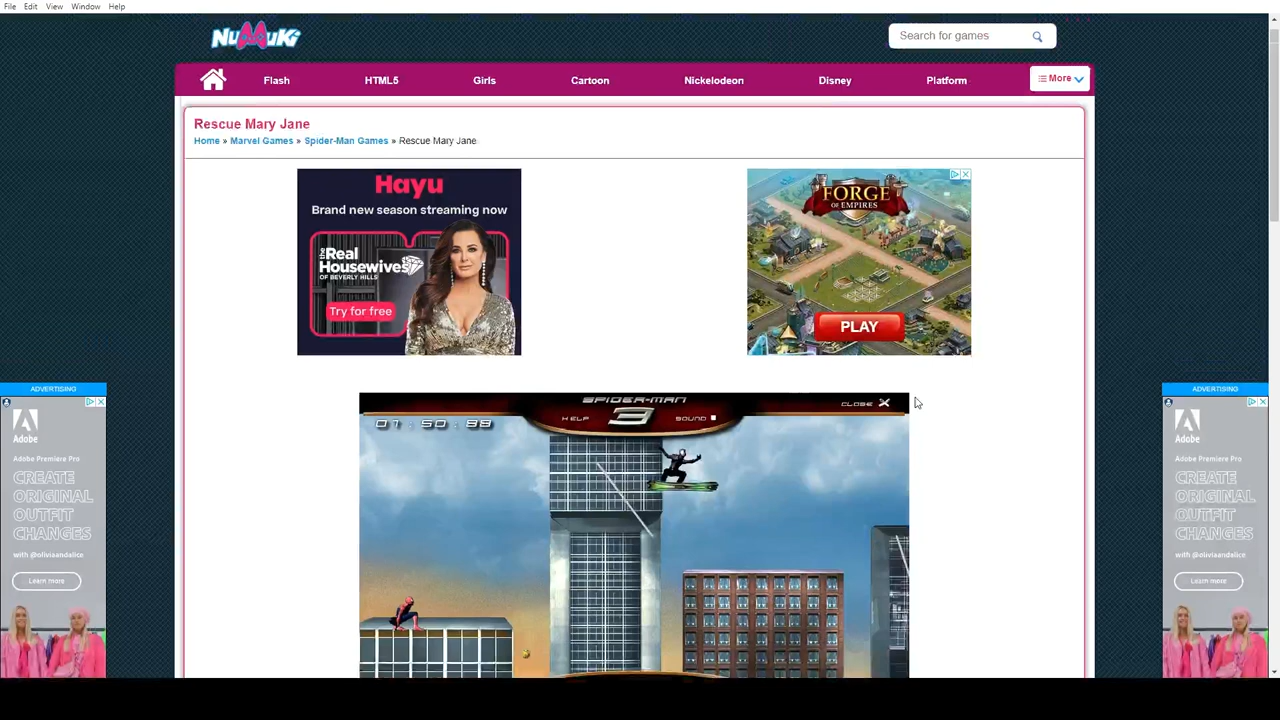 File Edit View Window Help
NuMuKi
Search for games
Flash HTML5 Girls Cartoon Nickelodeon Disney Platform More
Rescue Mary Jane
Home » Marvel Games » Spider-Man Games » Rescue Mary Jane
Hayu
Brand new season streaming now
the Real
Housewives
OF BEVERLY HILLS
Try for free
FORGE
OF EMPIRES
PLAY
ADVERTISING
Adobe
Adobe Premiere Pro
CREATE
ORIGINAL
OUTFIT
CHANGES
with @oliviaandalice
Learn more
SPIDER-MAN
3
HELP
SOUND
CLOSE X
01:50.88
ADVERTISING
Adobe
Adobe Premiere Pro
CREATE
ORIGINAL
OUTFIT
CHANGES
with @oliviaandalice
Learn more